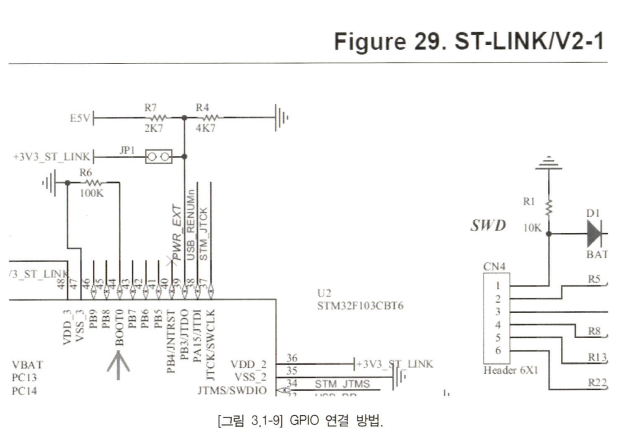 Figure 29. ST-LINK/V2-1
E5V
R7
2K7
R4
4K7
+3V3_ST_LINK
JP1
R6
100K
PWR_EXT
USB_RENUMn
STM_JTCK
SWD
R1
10K
D1
BAT
CN4
1
2
3
4
5
6
Header 6X1
R5
R8
R13
R22
V3_ST_LINK
48
47
46
45
44
43
42
41
40
39
38
37
VDD_3
VSS_3
PB9
PB8
BOOT0
PB7
PB6
PB5
PB4/JNTRST
PB3/JTDO
PA15/JTDI
JTCK/SWCLK
U2
STM32F103CBT6
VBAT
PC13
PC14
VDD_2
36
+3V3_ST_LINK
VSS_2
35
JTMS/SWDIO
34
STM_JTMS
[그림 3.1-9] GPIO 연결 방법.